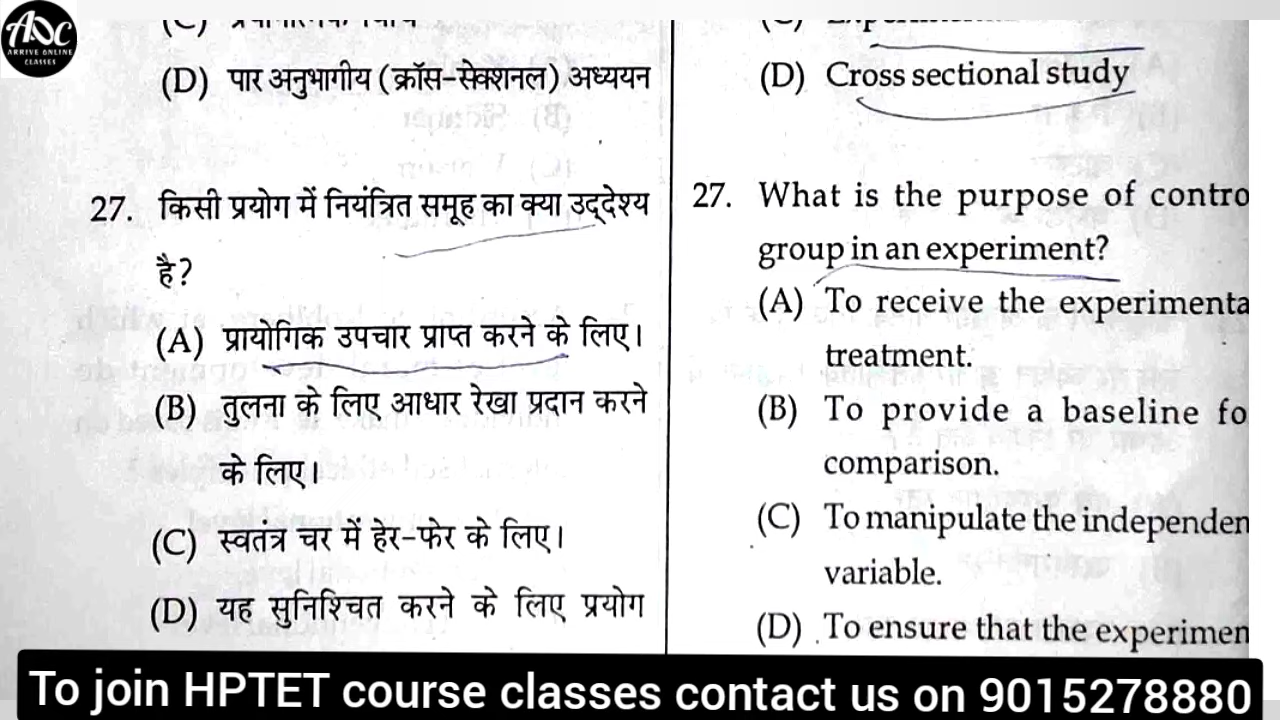 ASC
ARRIVE ONLINE
CLASSES
(D) पार अनुभागीय (क्रॉस-सेक्शनल) अध्ययन
27. किसी प्रयोग में नियंत्रित समूह का क्या उद्देश्य
है?
(A) प्रायोगिक उपचार प्राप्त करने के लिए।
(B) तुलना के लिए आधार रेखा प्रदान करने
के लिए।
(C) स्वतंत्र चर में हेर-फेर के लिए।
(D) यह सुनिश्चित करने के लिए प्रयोग
(D) Cross sectional study
27. What is the purpose of contro
group in an experiment?
(A) To receive the experimenta
treatment.
(B) To provide a baseline fo
comparison.
(C) To manipulate the independen
variable.
(D) To ensure that the experimen
To join HPTET course classes contact us on 9015278880